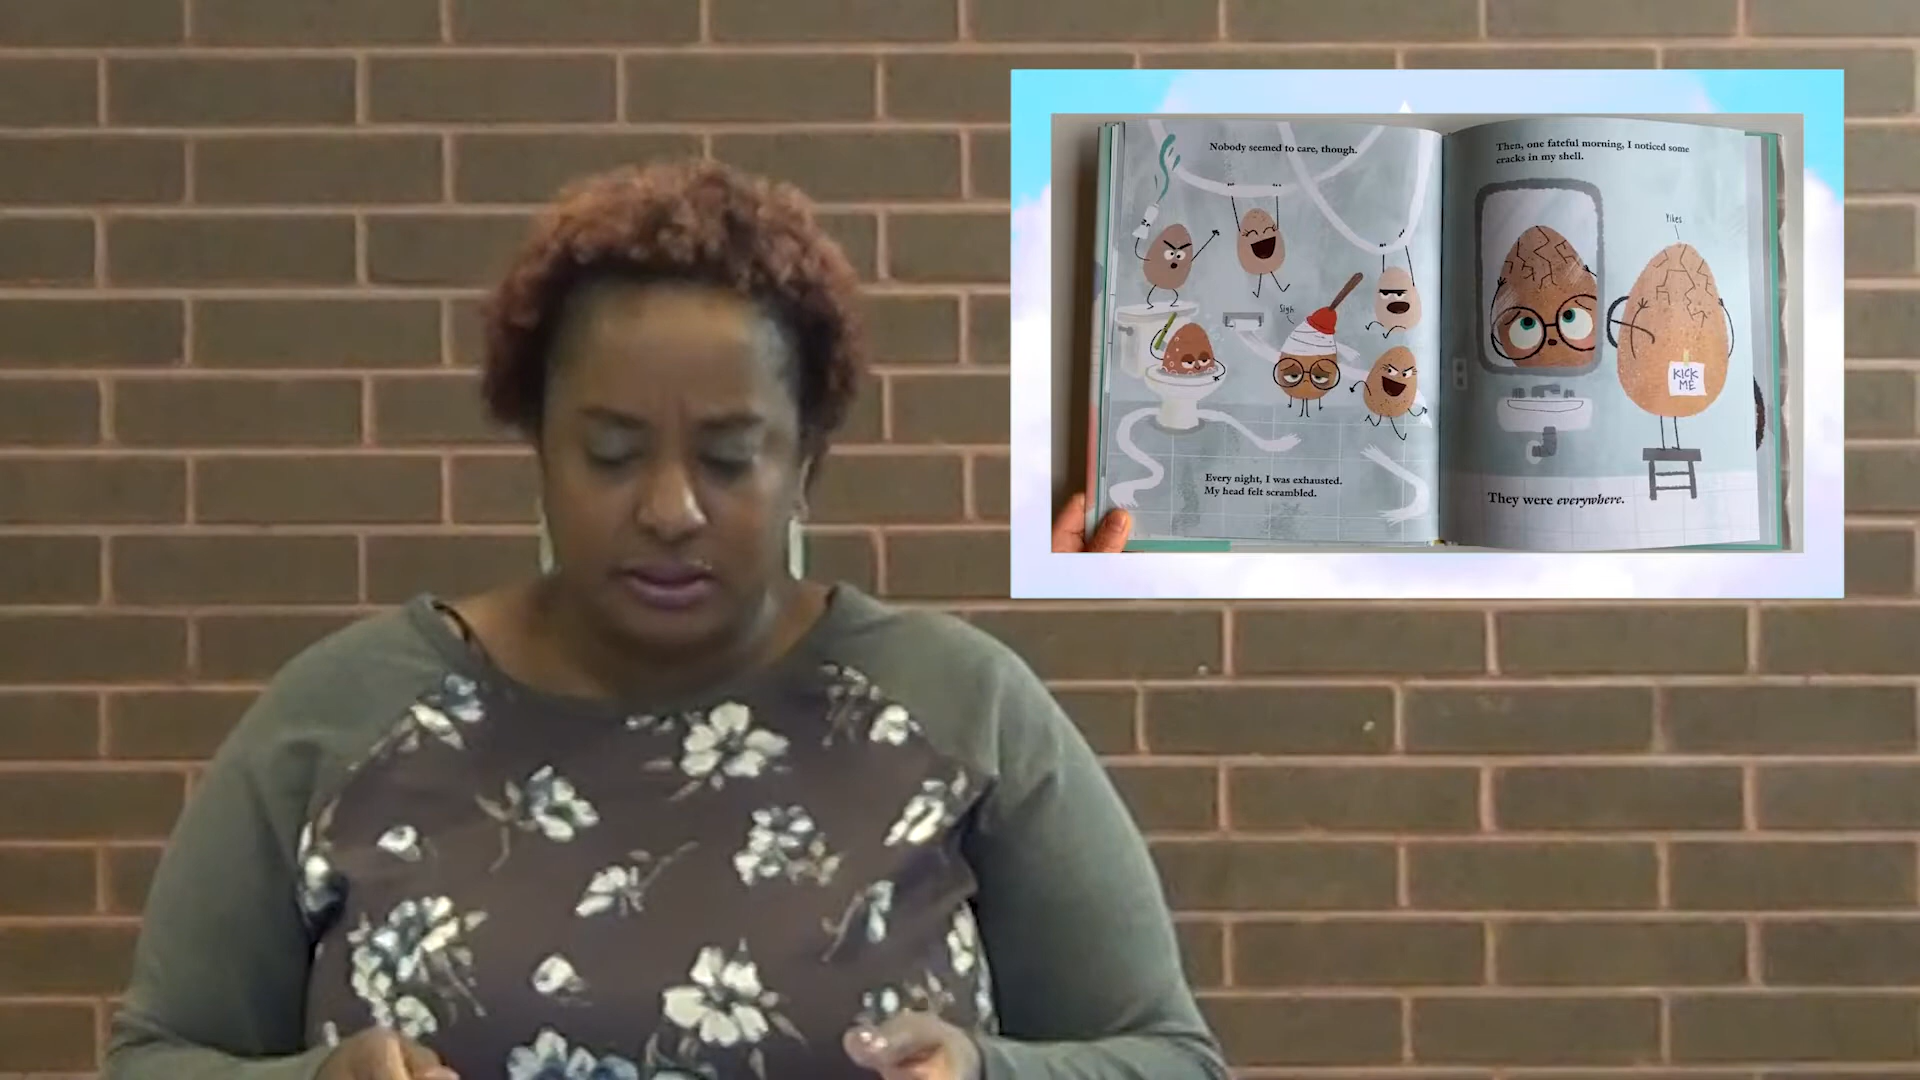 Nobody seemed to care, though.
Sigh
Every night, I was exhausted.
My head felt scrambled.
Then, one fateful morning, I noticed some
cracks in my shell.
Yikes
KICK
ME
They were everywhere.